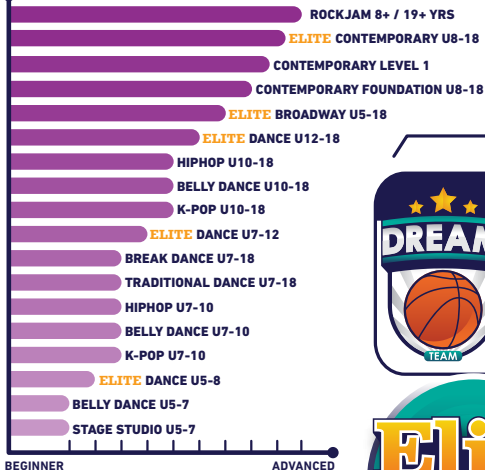 ROCKJAM 8+ / 19+ YRS
ELITE CONTEMPORARY U8-18
CONTEMPORARY LEVEL 1
CONTEMPORARY FOUNDATION U8-18
ELITE BROADWAY U5-18
ELITE DANCE U12-18
HIPHOP U10-18
BELLY DANCE U10-18
K-POP U10-18
ELITE DANCE U7-12
BREAK DANCE U7-18
TRADITIONAL DANCE U7-18
HIPHOP U7-10
BELLY DANCE U7-10
K-POP U7-10
ELITE DANCE U5-8
BELLY DANCE U5-7
STAGE STUDIO U5-7
BEGINNER ADVANCED
DREAM
TEAM
Eli